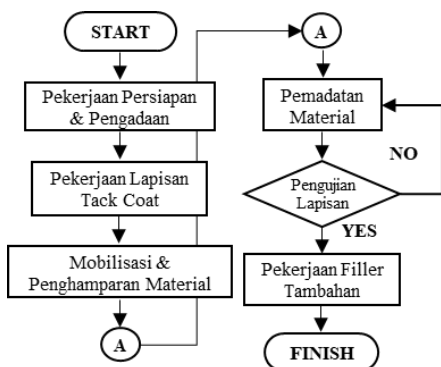 START
Pekerjaan Persiapan
& Pengadaan
Pekerjaan Lapisan
Tack Coat
Mobilisasi &
Penghamparan Material
A
A
Pemadatan
Material
NO
Pengujian
Lapisan
YES
Pekerjaan Filler
Tambahan
FINISH